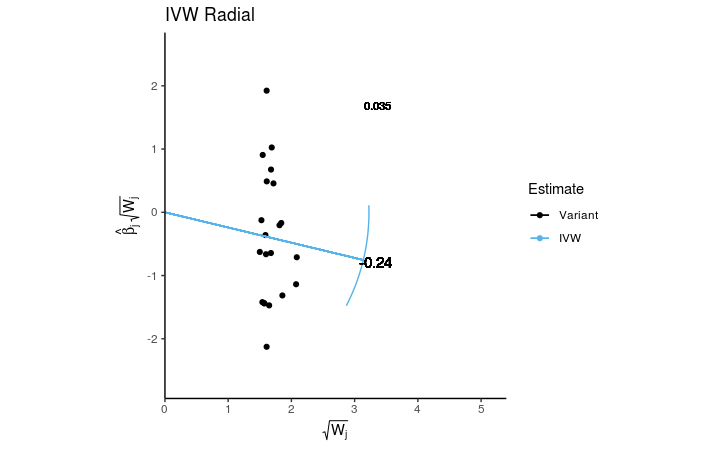 IVW Radial
2
1
0
-1
-2
β̂j√Wj
0.035
-0.24
0
1
2
3
4
5
√Wj
Estimate
Variant
IVW